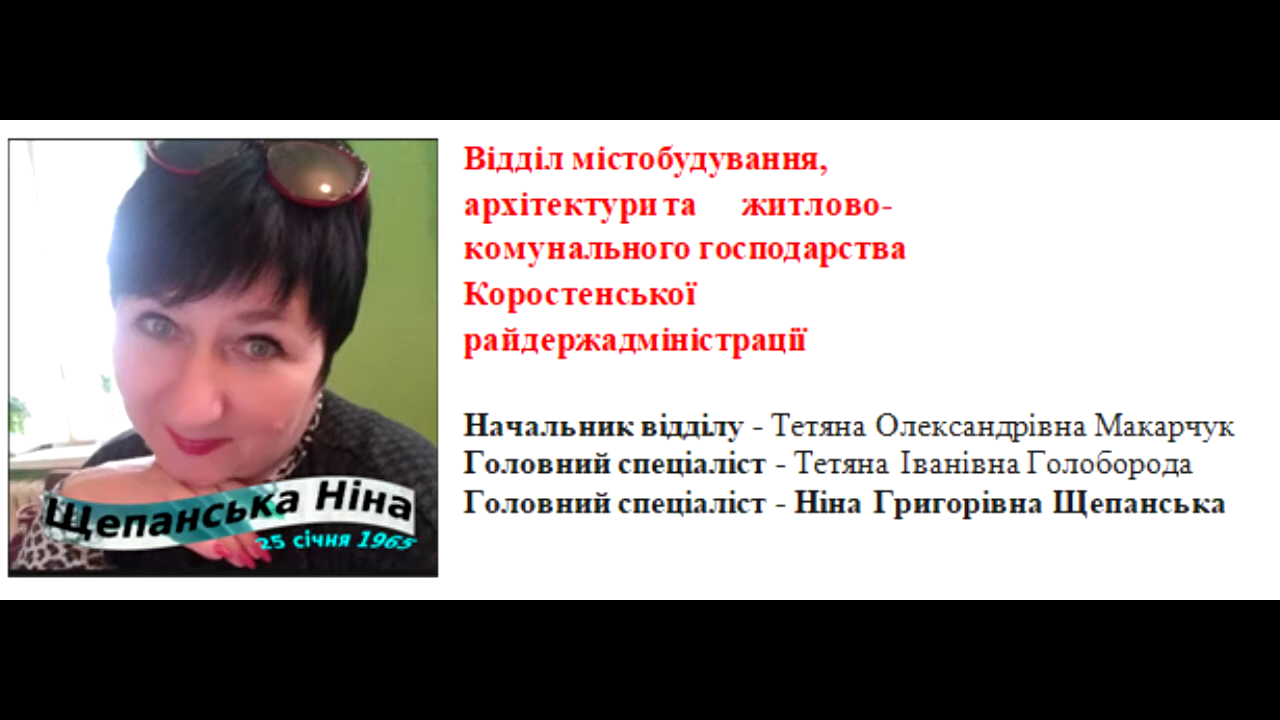 Щепанська Ніна
25 січня 1965
Відділ містобудування,
архітектури та житлово-
комунального господарства
Коростенської
райдержадміністрації
Начальник відділу - Тетяна Олександрівна Макарчук
Головний спеціаліст - Тетяна Іванівна Голоборода
Головний спеціаліст - Ніна Григорівна Щепанська